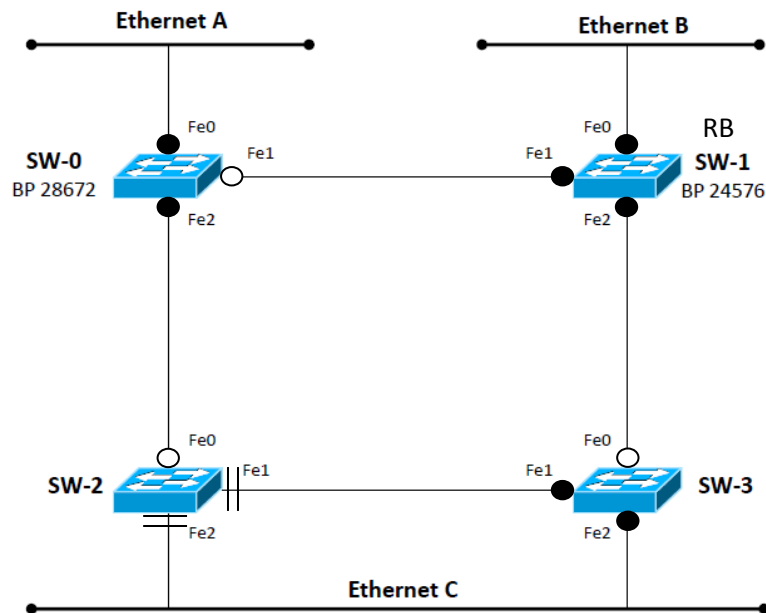 Ethernet A
Ethernet B
Fe0
Fe0
RB
SW-0
Fe1
Fe1
SW-1
BP 28672
BP 24576
Fe2
Fe2
Fe0
Fe0
SW-2
Fe1
Fe1
SW-3
Fe2
Fe2
Ethernet C